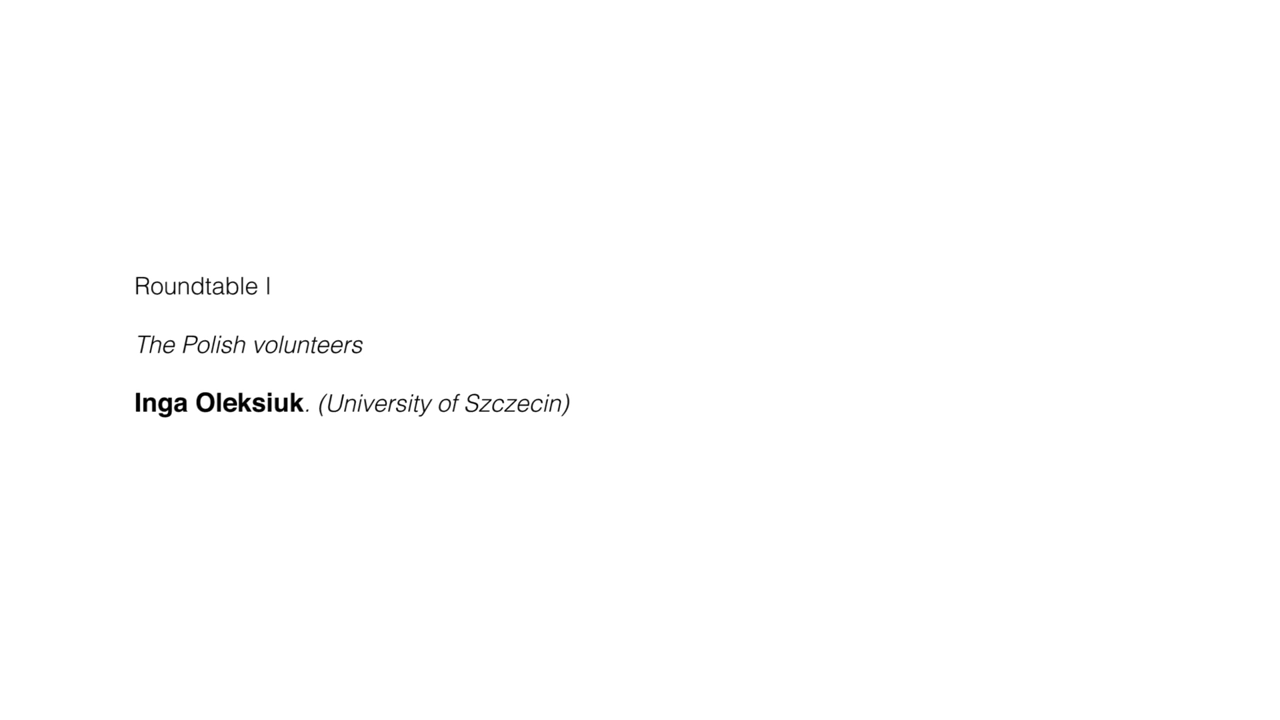 Roundtable I
The Polish volunteers
Inga Oleksiuk. (University of Szczecin)